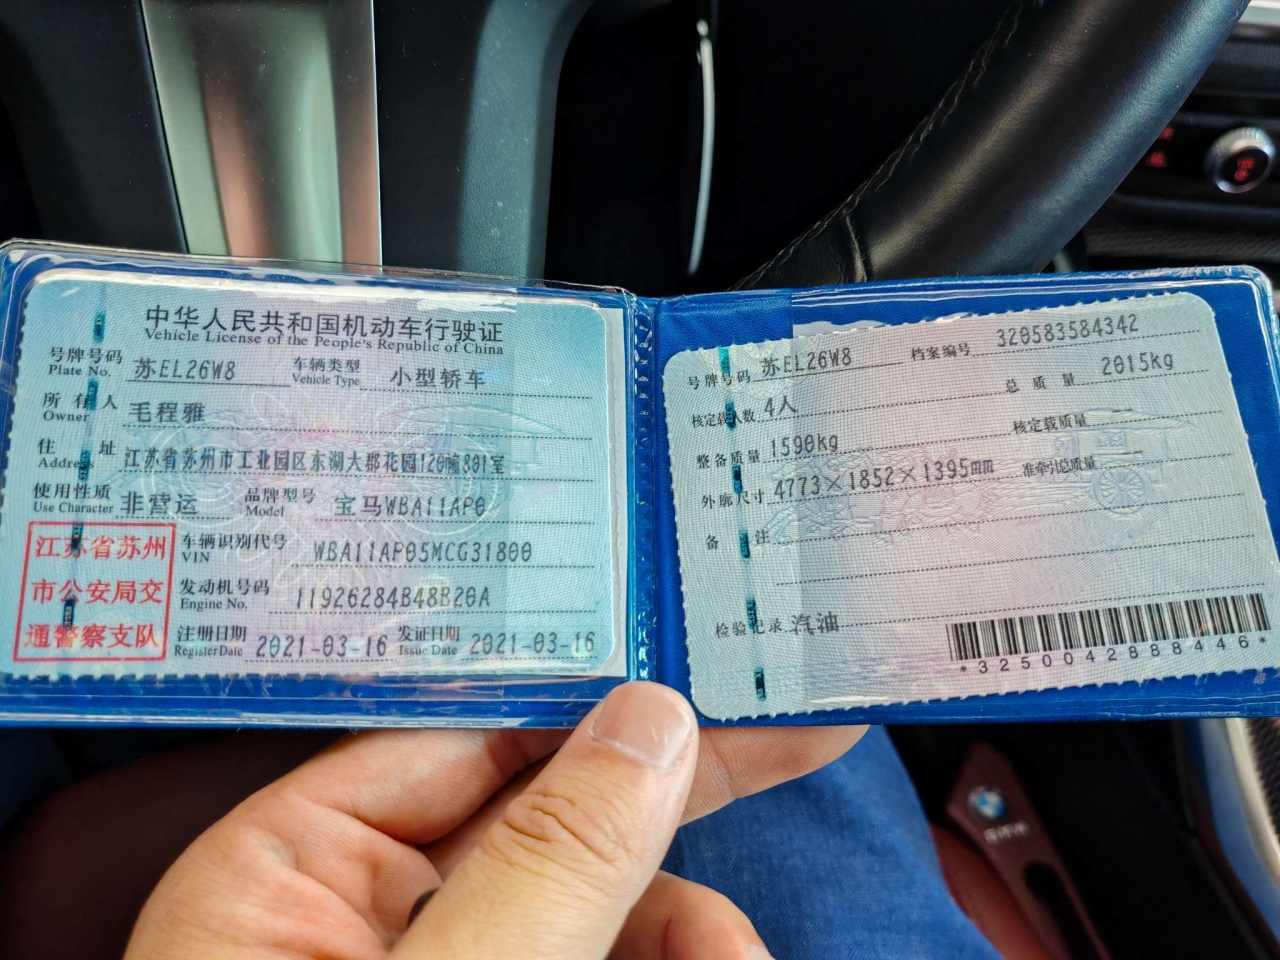 中华人民共和国机动车行驶证
Vehicle License of the People's Republic of China
号牌号码 Plate No. 苏EL26W8 车辆类型 Vehicle Type 小型轿车
所有人 Owner 毛程雅
住址 Address 江苏省苏州市工业园区东湖大郡花园120幢801室
使用性质 Use Character 非营运 品牌型号 Model 宝马WBA11AP0
江苏省苏州
市公安局交
通警察支队
车辆识别代号 VIN WBA11AP05MCG31800
发动机号码 Engine No. 11926284B48B20A
注册日期 Register Date 2021-03-16 发证日期 Issue Date 2021-03-16
号牌号码 苏EL26W8 档案编号 320583584342
核定载人数 4人 总质量 2015kg
整备质量 1590kg 核定载质量
外廓尺寸 4773×1852×1395mm 准牵引总质量
备注
检验记录 汽油
*3250042888446*